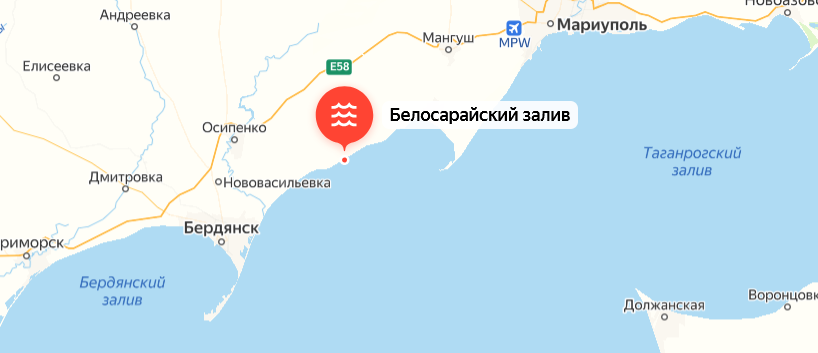 Андреевка
Новоазово
Мариуполь
MPW
Мангуш
Елисеевка
E58
Белосарайский залив
Осипенко
Таганрогский
залив
Дмитровка
Нововасильевка
Бердянск
риморск
Бердянский
залив
Должанская
Воронцовк